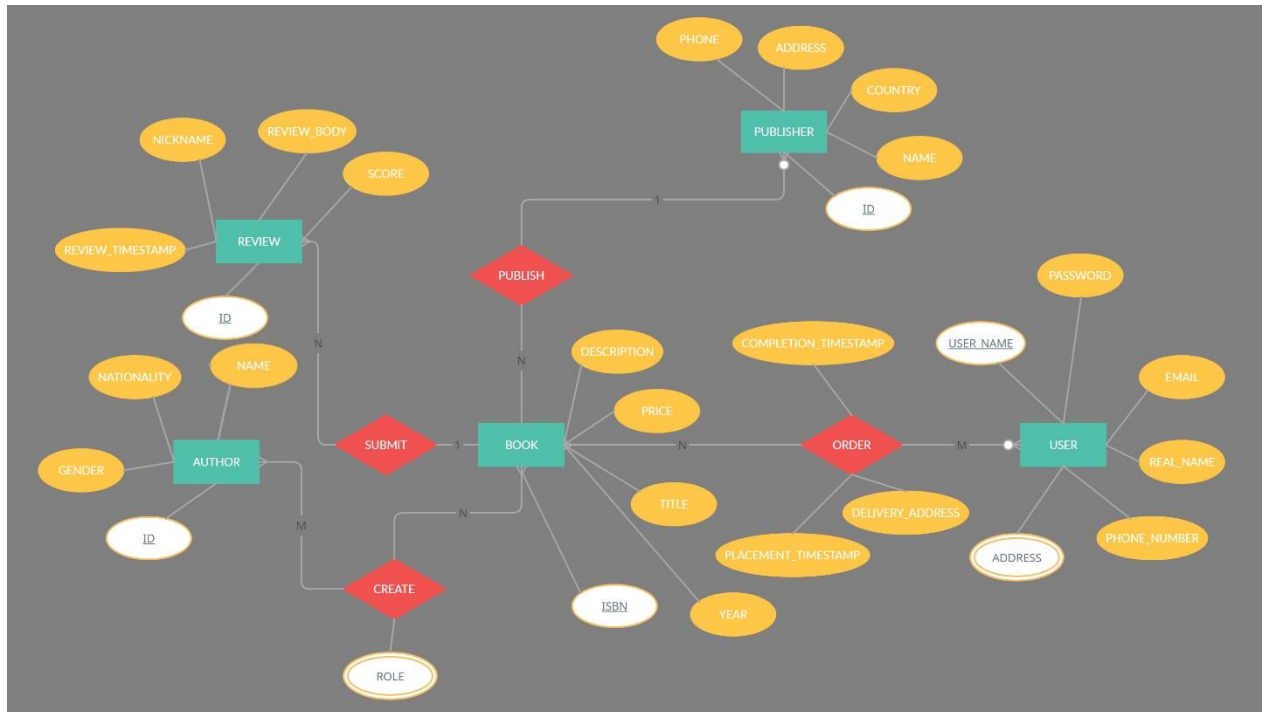 PHONE
ADDRESS
COUNTRY
PUBLISHER
NAME
ID
1
NICKNAME
REVIEW_BODY
SCORE
REVIEW
REVIEW_TIMESTAMP
ID
N
PUBLISH
N
PASSWORD
COMPLETION_TIMESTAMP
USER_NAME
DESCRIPTION
EMAIL
NATIONALITY
NAME
PRICE
SUBMIT
1
BOOK
N
ORDER
M
USER
GENDER
AUTHOR
REAL_NAME
TITLE
DELIVERY_ADDRESS
M
N
ID
PHONE_NUMBER
PLACEMENT_TIMESTAMP
ADDRESS
CREATE
ISBN
YEAR
ROLE